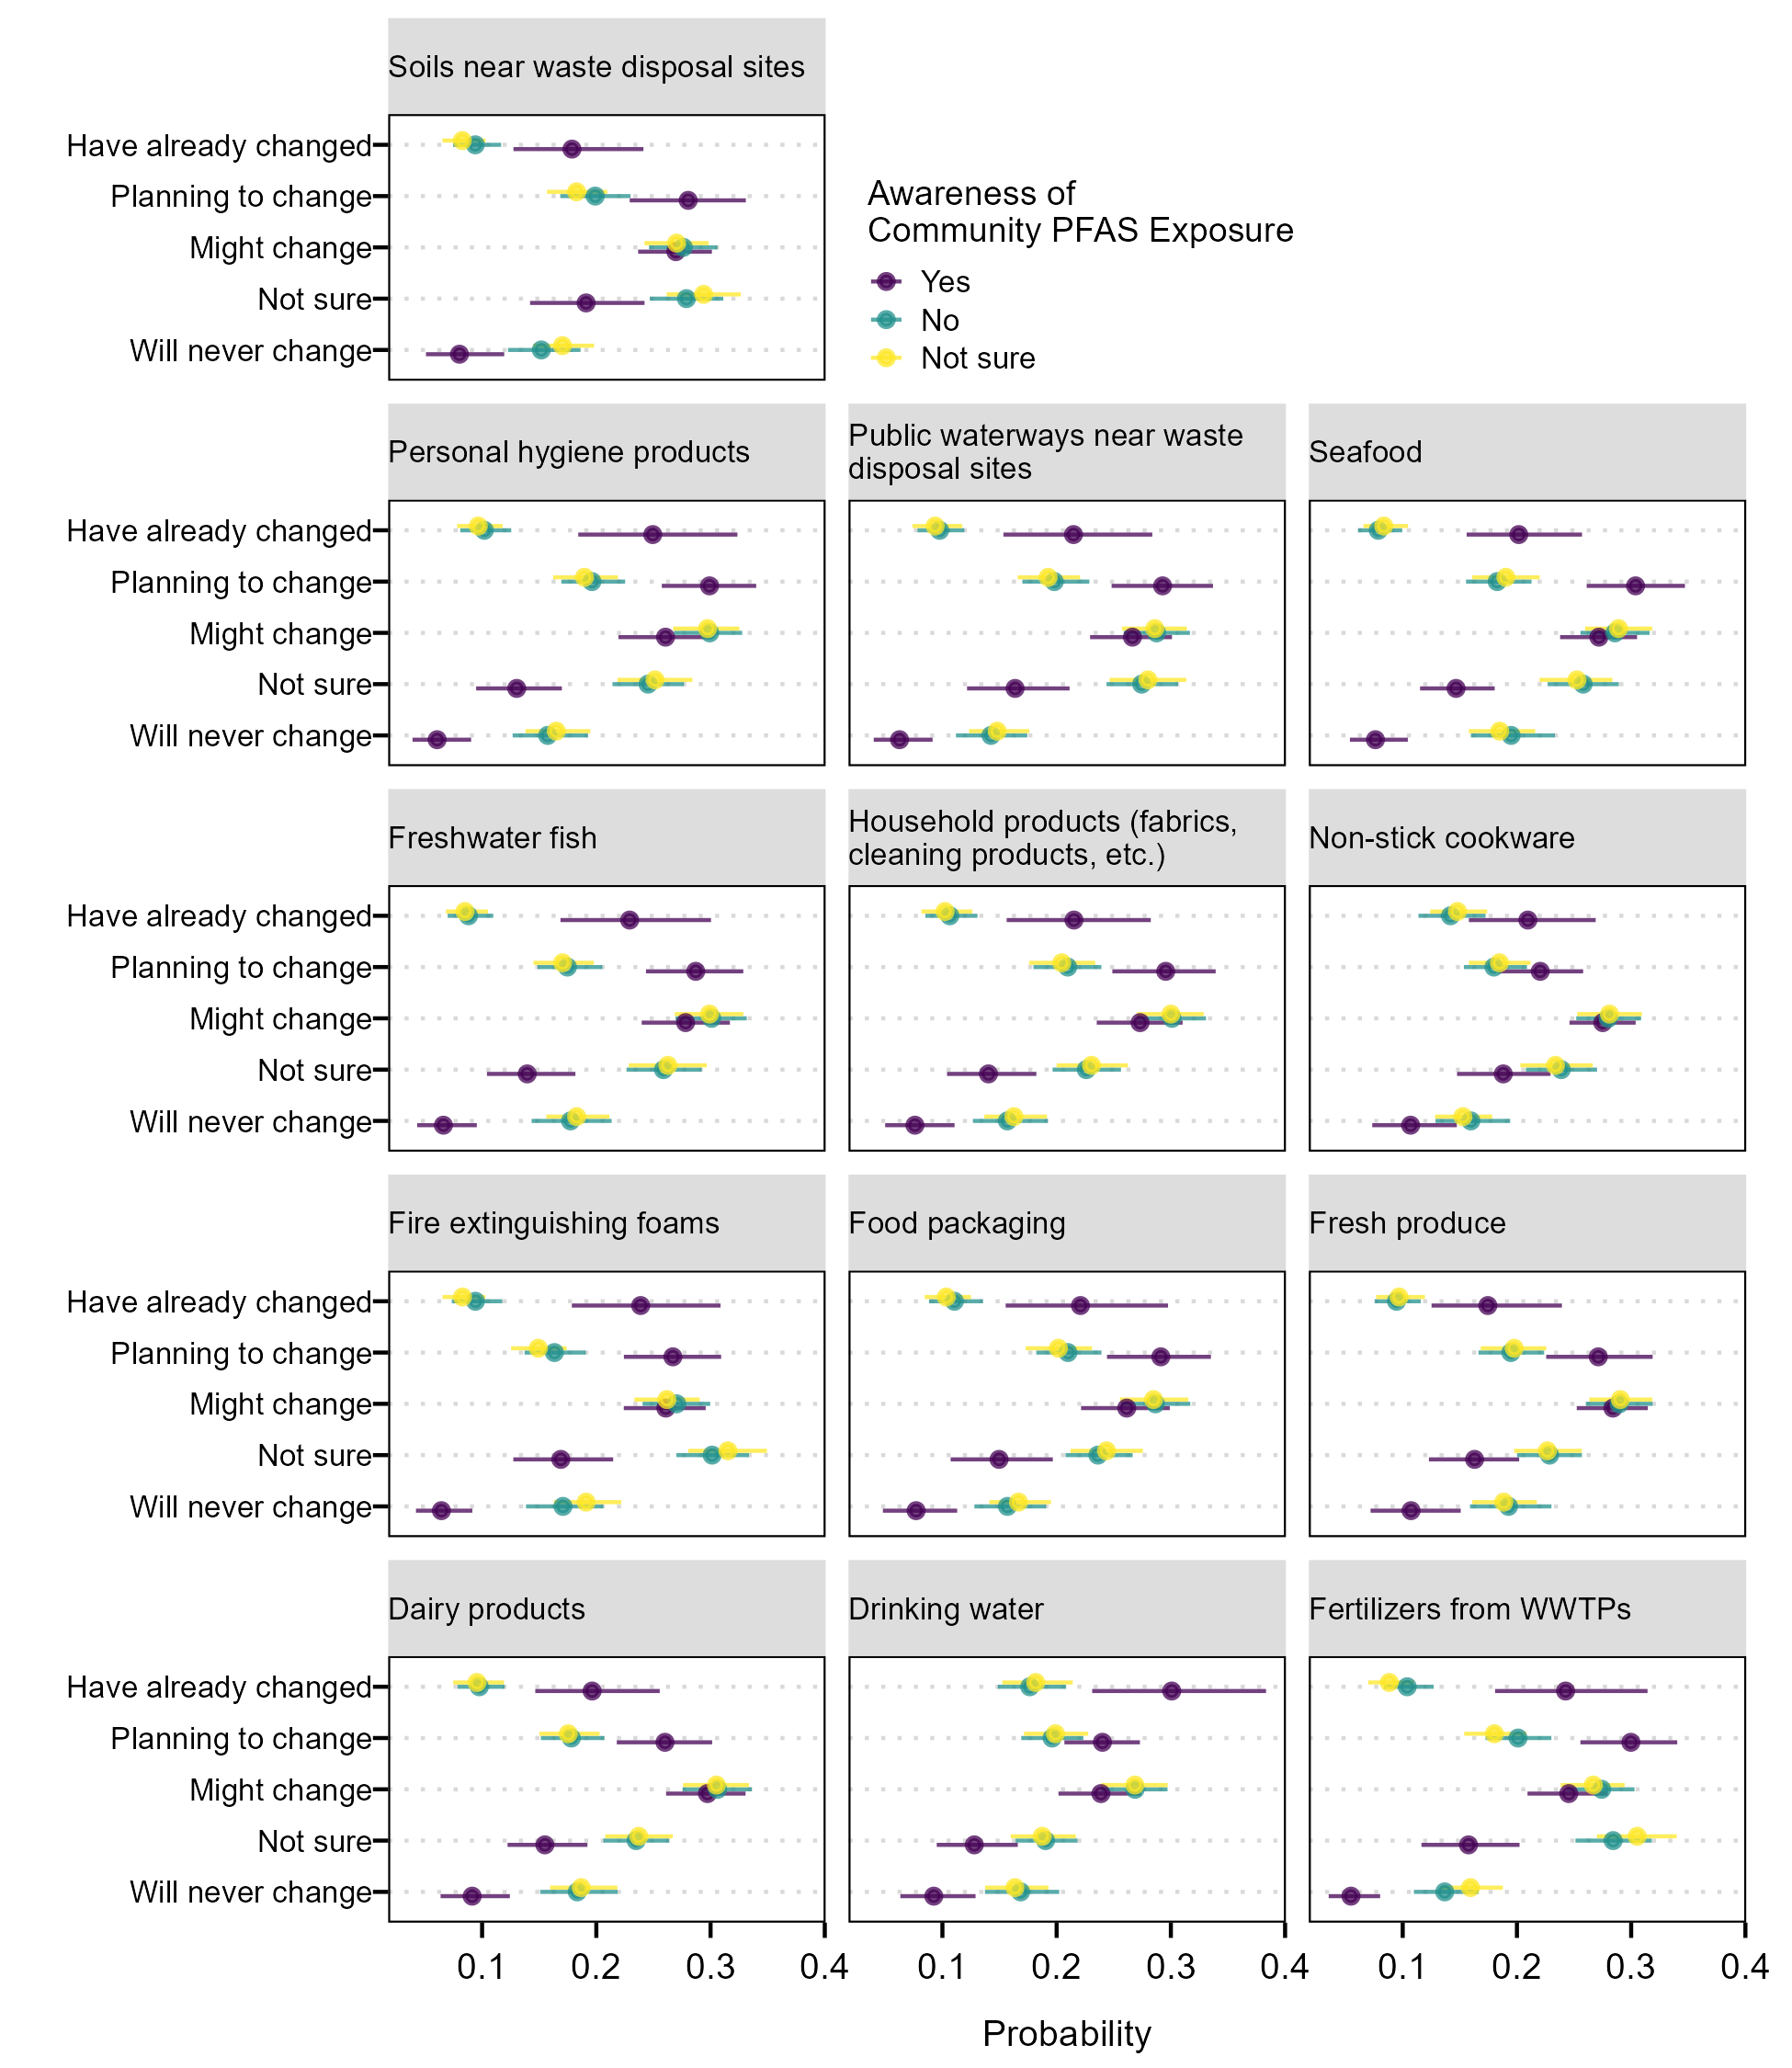 Soils near waste disposal sites
Have already changed
Planning to change
Might change
Not sure
Will never change
Awareness of
Community PFAS Exposure
Yes
No
Not sure
Personal hygiene products
Public waterways near waste
disposal sites
Seafood
Have already changed
Planning to change
Might change
Not sure
Will never change
Freshwater fish
Household products (fabrics,
cleaning products, etc.)
Non-stick cookware
Have already changed
Planning to change
Might change
Not sure
Will never change
Fire extinguishing foams
Food packaging
Fresh produce
Have already changed
Planning to change
Might change
Not sure
Will never change
Dairy products
Drinking water
Fertilizers from WWTPs
Have already changed
Planning to change
Might change
Not sure
Will never change
0.1 0.2 0.3 0.4
0.1 0.2 0.3 0.4
0.1 0.2 0.3 0.4
Probability